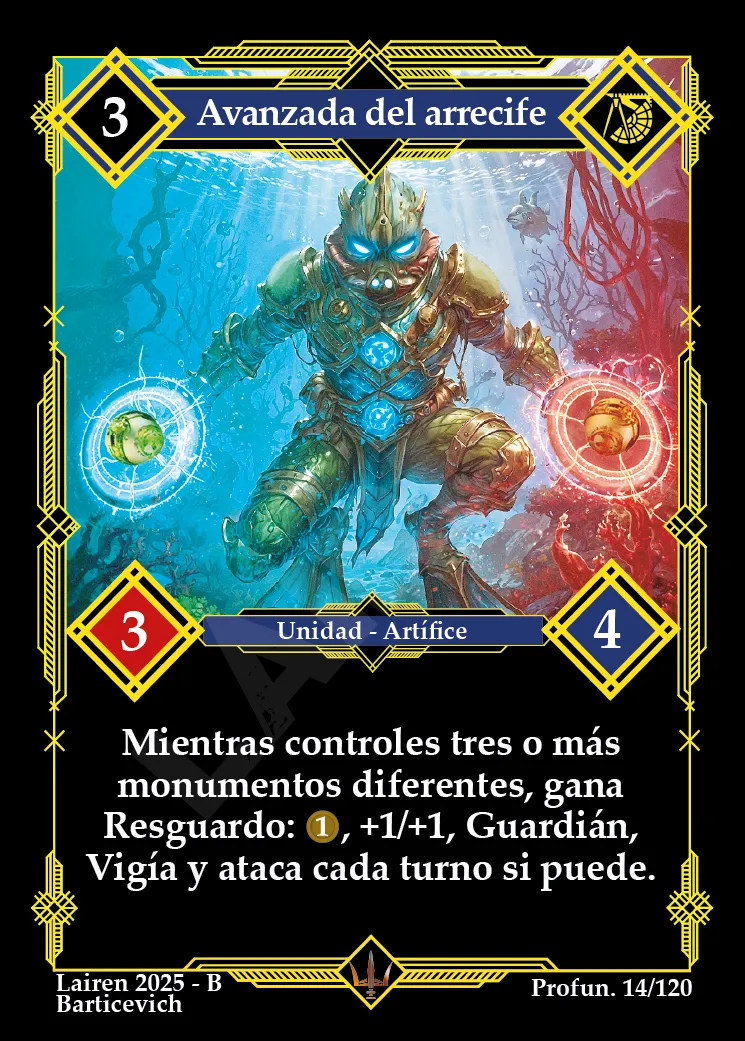 3
Avanzada del arrecife
3
Unidad - Artífice
4
Mientras controles tres o más
monumentos diferentes, gana
Resguardo: 1, +1/+1, Guardián,
Vigía y ataca cada turno si puede.
Lairen 2025 - B
Barticevich
Profun. 14/120